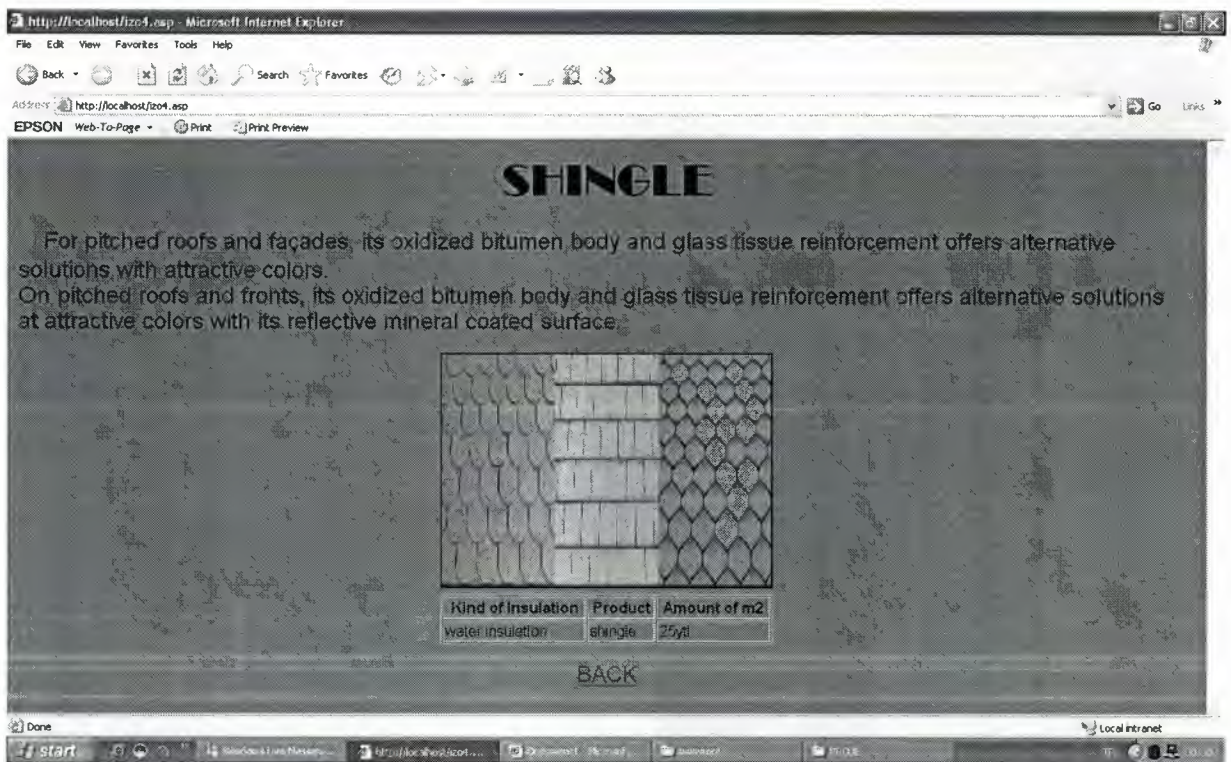 http://localhost/izo4.asp - Microsoft Internet Explorer
File Edit View Favorites Tools Help
Back Search Favorites
Address http://localhost/izo4.asp Go Links »
EPSON Web-To-Page Print Print Preview
SHINGLE
For pitched roofs and façades, its oxidized bitumen body and glass tissue reinforcement offers alternative
solutions with attractive colors.
On pitched roofs and fronts, its oxidized bitumen body and glass tissue reinforcement offers alternative solutions
at attractive colors with its reflective mineral coated surface.
Kind of Insulation Product Amount of m2
water insulation shingle 25ytl
BACK
Done Local intranet
start http://localhost/izo4....